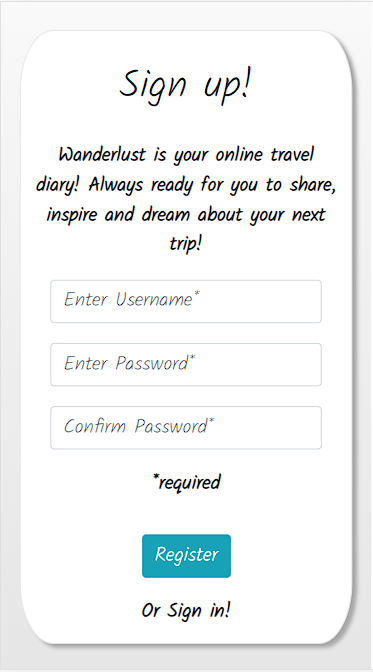 Sign up!
Wanderlust is your online travel
diary! Always ready for you to share,
inspire and dream about your next
trip!
Enter Username*
Enter Password*
Confirm Password*
*required
Register
Or Sign in!